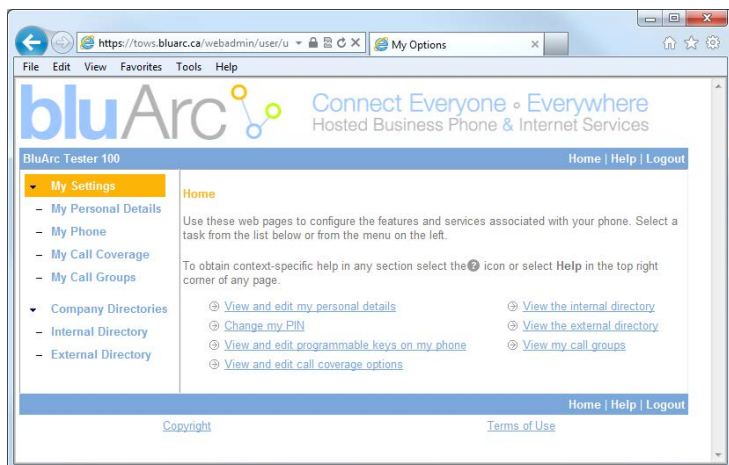 https://tows.bluarc.ca/webadmin/user/u
My Options
File Edit View Favorites Tools Help
bluArc
Connect Everyone Everywhere
Hosted Business Phone & Internet Services
BluArc Tester 100
Home | Help | Logout
My Settings
– My Personal Details
– My Phone
– My Call Coverage
– My Call Groups
Company Directories
– Internal Directory
– External Directory
Home
Use these web pages to configure the features and services associated with your phone. Select a
task from the list below or from the menu on the left.
To obtain context-specific help in any section select the ? icon or select Help in the top right
corner of any page.
View and edit my personal details
Change my PIN
View and edit programmable keys on my phone
View and edit call coverage options
View the internal directory
View the external directory
View my call groups
Home | Help | Logout
Copyright
Terms of Use